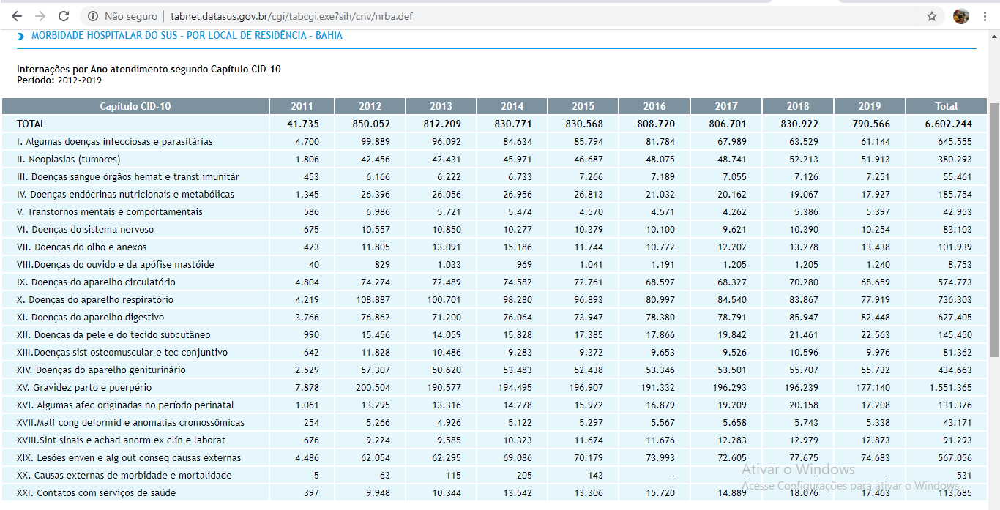 Não seguro | tabnet.datasus.gov.br/cgi/tabcgi.exe?sih/cnv/nrba.def
MORBIDADE HOSPITALAR DO SUS - POR LOCAL DE RESIDÊNCIA - BAHIA
Internações por Ano atendimento segundo Capítulo CID-10
Período: 2012-2019
Capítulo CID-10 2011 2012 2013 2014 2015 2016 2017 2018 2019 Total
TOTAL 41.735 850.052 812.209 830.771 830.568 808.720 806.701 830.922 790.566 6.602.244
I. Algumas doenças infecciosas e parasitárias 4.700 99.889 96.092 84.634 85.794 81.784 67.989 63.529 61.144 645.555
II. Neoplasias (tumores) 1.806 42.456 42.431 45.971 46.687 48.075 48.741 52.213 51.913 380.293
III. Doenças sangue órgãos hemat e transt imunitár 453 6.166 6.222 6.733 7.266 7.189 7.055 7.126 7.251 55.461
IV. Doenças endócrinas nutricionais e metabólicas 1.345 26.396 26.056 26.956 26.813 21.032 20.162 19.067 17.927 185.754
V. Transtornos mentais e comportamentais 586 6.986 5.721 5.474 4.570 4.571 4.262 5.386 5.397 42.953
VI. Doenças do sistema nervoso 675 10.557 10.850 10.277 10.379 10.100 9.621 10.390 10.254 83.103
VII. Doenças do olho e anexos 423 11.805 13.091 15.186 11.744 10.772 12.202 13.278 13.438 101.939
VIII.Doenças do ouvido e da apófise mastóide 40 829 1.033 969 1.041 1.191 1.205 1.205 1.240 8.753
IX. Doenças do aparelho circulatório 4.804 74.274 72.489 74.582 72.761 68.597 68.327 70.280 68.659 574.773
X. Doenças do aparelho respiratório 4.219 108.887 100.701 98.280 96.893 80.997 84.540 83.867 77.919 736.303
XI. Doenças do aparelho digestivo 3.766 76.862 71.200 76.064 73.947 78.380 78.791 85.947 82.448 627.405
XII. Doenças da pele e do tecido subcutâneo 990 15.456 14.059 15.828 17.385 17.866 19.842 21.461 22.563 145.450
XIII.Doenças sist osteomuscular e tec conjuntivo 642 11.828 10.486 9.283 9.372 9.653 9.526 10.596 9.976 81.362
XIV. Doenças do aparelho geniturinário 2.529 57.307 50.620 53.483 52.438 53.346 53.501 55.707 55.732 434.663
XV. Gravidez parto e puerpério 7.878 200.504 190.577 194.495 196.907 191.332 196.293 196.239 177.140 1.551.365
XVI. Algumas afec originadas no período perinatal 1.061 13.295 13.316 14.278 15.972 16.879 19.209 20.158 17.208 131.376
XVII.Malf cong deformid e anomalias cromossômicas 254 5.266 4.926 5.122 5.297 5.567 5.658 5.743 5.338 43.171
XVIII.Sint sinais e achad anorm ex clín e laborat 676 9.224 9.585 10.323 11.674 11.676 12.283 12.979 12.873 91.293
XIX. Lesões enven e alg out conseq causas externas 4.486 62.054 62.295 69.086 70.179 73.993 72.605 77.675 74.683 567.056
XX. Causas externas de morbidade e mortalidade 5 63 115 205 143 - - - - 531
XXI. Contatos com serviços de saúde 397 9.948 10.344 13.542 13.306 15.720 14.889 18.076 17.463 113.685
Ativar o Windows
Acesse Configurações para ativar o Windows.